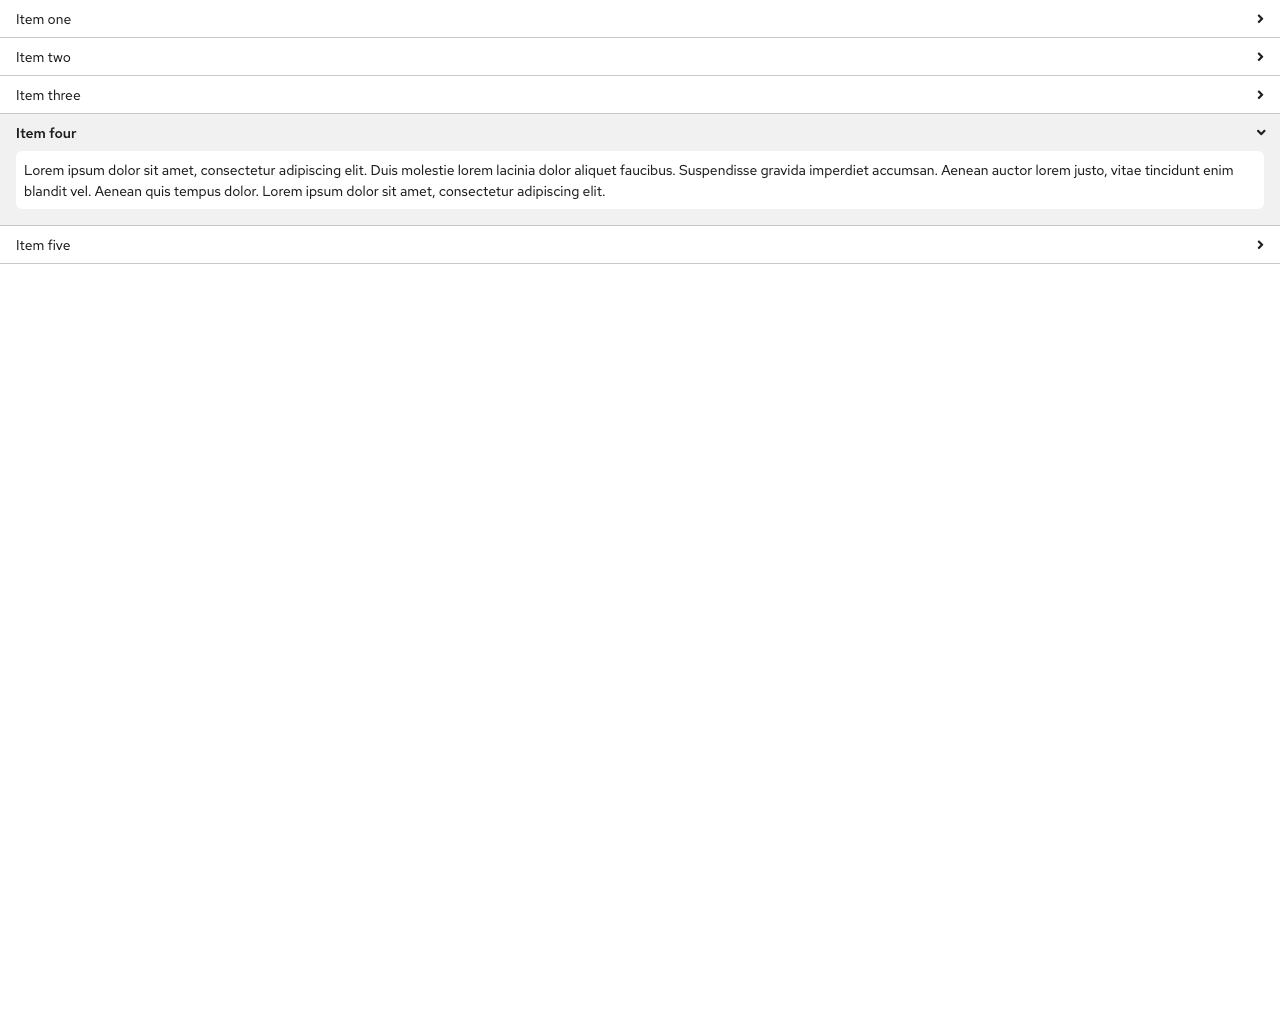 Item one
Item two
Item three
Item four
Lorem ipsum dolor sit amet, consectetur adipiscing elit. Duis molestie lorem lacinia dolor aliquet faucibus. Suspendisse gravida imperdiet accumsan. Aenean auctor lorem justo, vitae tincidunt enim
blandit vel. Aenean quis tempus dolor. Lorem ipsum dolor sit amet, consectetur adipiscing elit.
Item five